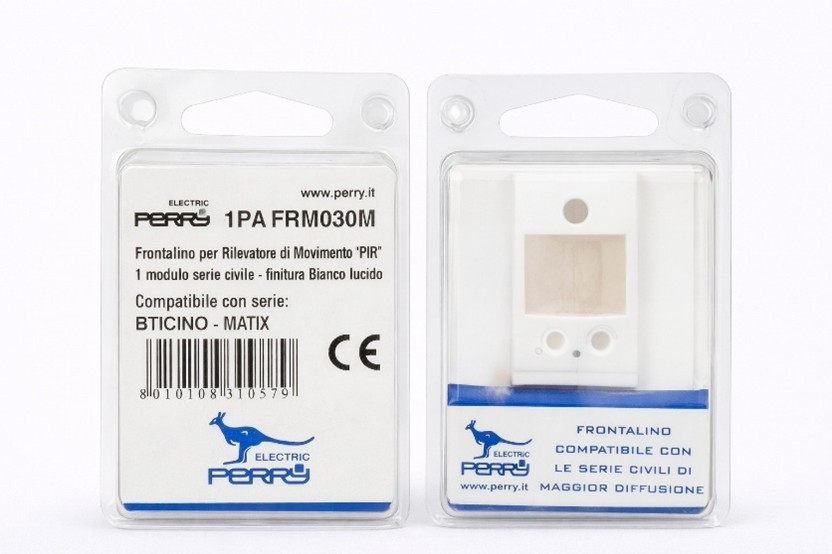 www.perry.it
ELECTRIC
PERRY 1PA FRM030M
Frontalino per Rilevatore di Movimento "PIR"
1 modulo serie civile - finitura Bianco lucido
Compatibile con serie:
BTICINO - MATIX
CE
8 010108 310579
ELECTRIC
PERRY
FRONTALINO
COMPATIBILE CON
LE SERIE CIVILI DI
MAGGIOR DIFFUSIONE
ELECTRIC
PERRY
www.perry.it